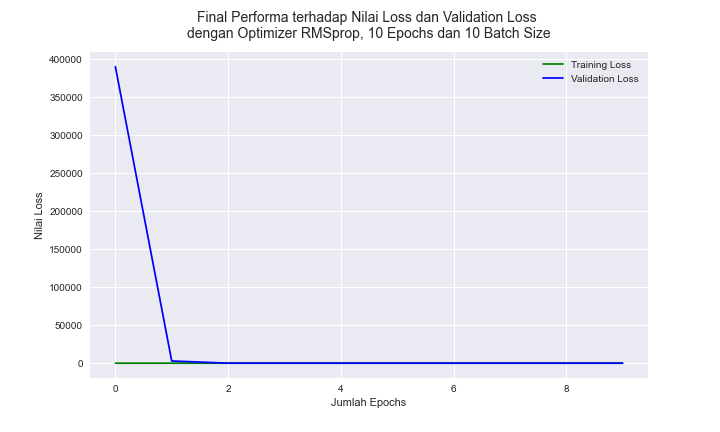 Final Performa terhadap Nilai Loss dan Validation Loss
dengan Optimizer RMSprop, 10 Epochs dan 10 Batch Size
Training Loss
Validation Loss
400000
350000
300000
250000
200000
150000
100000
50000
0
Nilai Loss
0 2 4 6 8
Jumlah Epochs